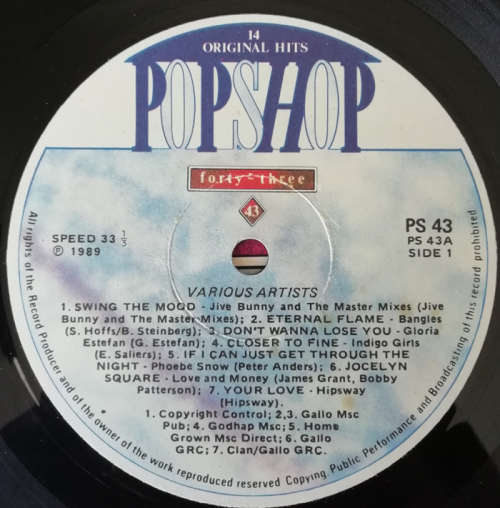 14
ORIGINAL HITS
POPSHOP
forty-three
43
SPEED 33 1/3
℗ 1989
PS 43
PS 43A
SIDE 1
VARIOUS ARTISTS
1. SWING THE MOOD - Jive Bunny and The Master Mixes (Jive
Bunny and The Master Mixes); 2. ETERNAL FLAME - Bangles
(S. Hoffs/B. Steinberg); 3. DON'T WANNA LOSE YOU - Gloria
Estefan (G. Estefan); 4. CLOSER TO FINE - Indigo Girls
(E. Saliers); 5. IF I CAN JUST GET THROUGH THE
NIGHT - Phoebe Snow (Peter Anders); 6. JOCELYN
SQUARE - Love and Money (James Grant, Bobby
Patterson); 7. YOUR LOVE - Hipsway
(Hipsway).
1. Copyright Control; 2,3. Gallo Msc
Pub; 4. Godhap Msc; 5. Home
Grown Msc Direct; 6. Gallo
GRC; 7. Clan/Gallo GRC.
All rights of the Record Producer and of the owner of the work reproduced reserved Copying, Public Performance and Broadcasting of this record prohibited